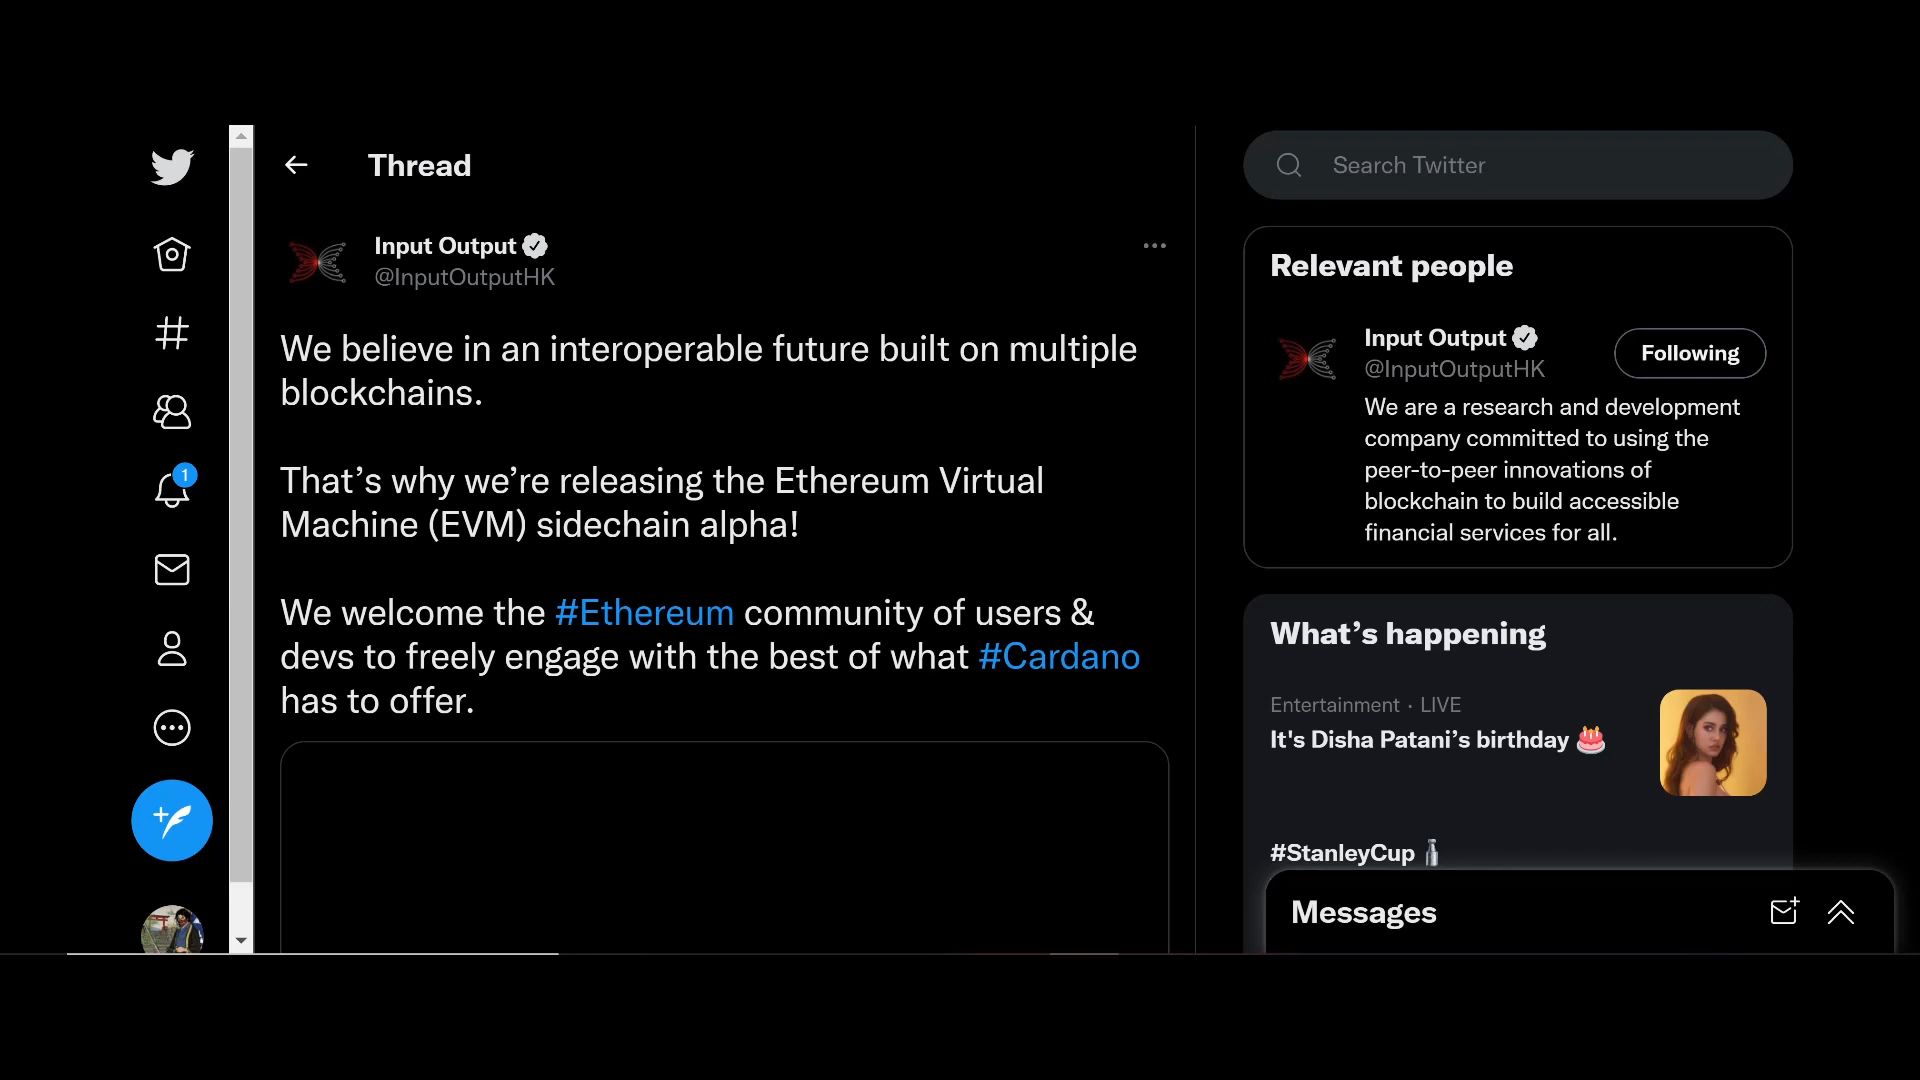 Thread
Input Output
@InputOutputHK
We believe in an interoperable future built on multiple
blockchains.
That’s why we’re releasing the Ethereum Virtual
Machine (EVM) sidechain alpha!
We welcome the #Ethereum community of users &
devs to freely engage with the best of what #Cardano
has to offer.
1
Search Twitter
Relevant people
Input Output
@InputOutputHK
Following
We are a research and development
company committed to using the
peer-to-peer innovations of
blockchain to build accessible
financial services for all.
What’s happening
Entertainment · LIVE
It's Disha Patani’s birthday 🎂
#StanleyCup
Messages